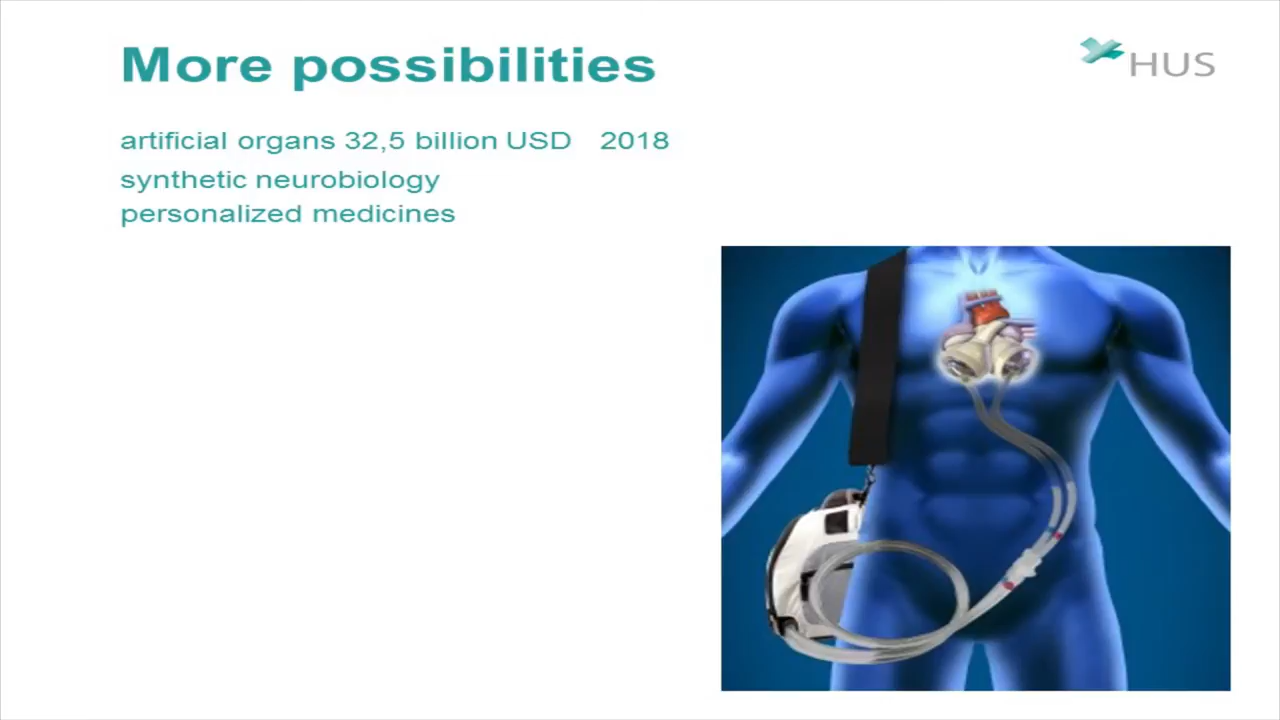 More possibilities
HUS
artificial organs 32,5 billion USD 2018
synthetic neurobiology
personalized medicines